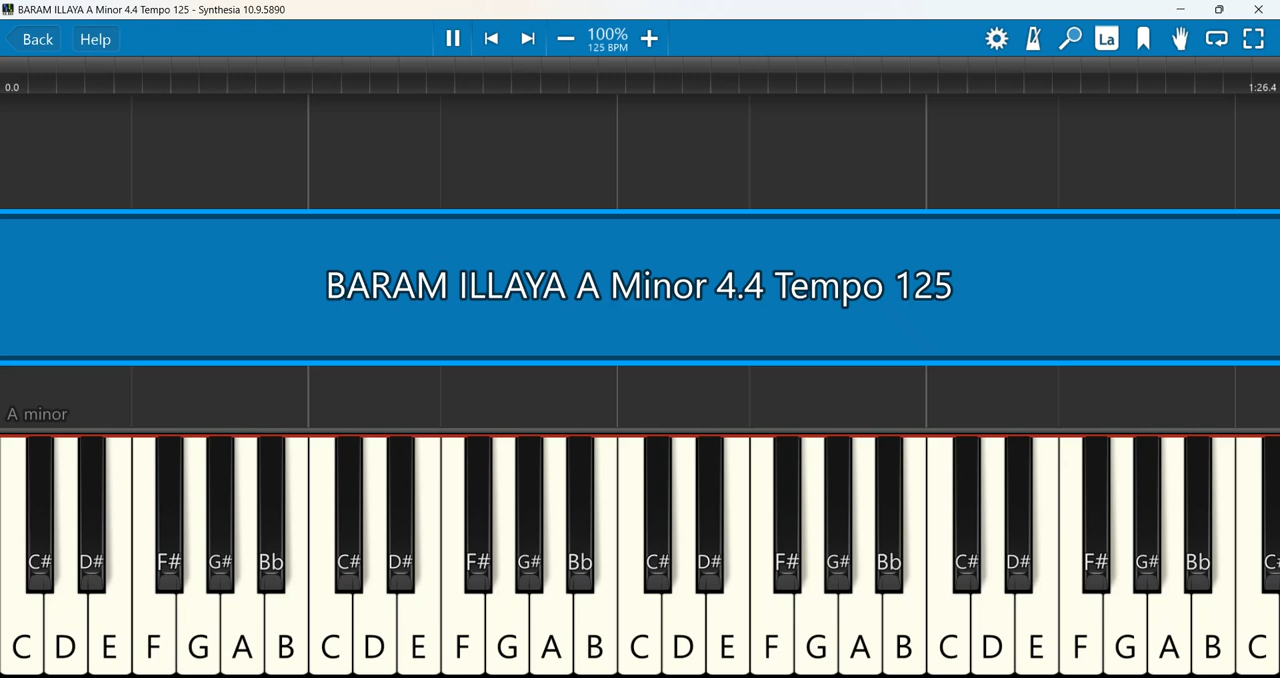 BARAM ILLAYA A Minor 4.4 Tempo 125 - Synthesia 10.9.5890
Back Help 100% La
125 BPM
0.0 1:26.4
BARAM ILLAYA A Minor 4.4 Tempo 125
A minor
C# D# F# G# Bb C# D# F# G# Bb C# D# F# G# Bb C# D# F# G# Bb C#
C D E F G A B C D E F G A B C D E F G A B C D E F G A B C